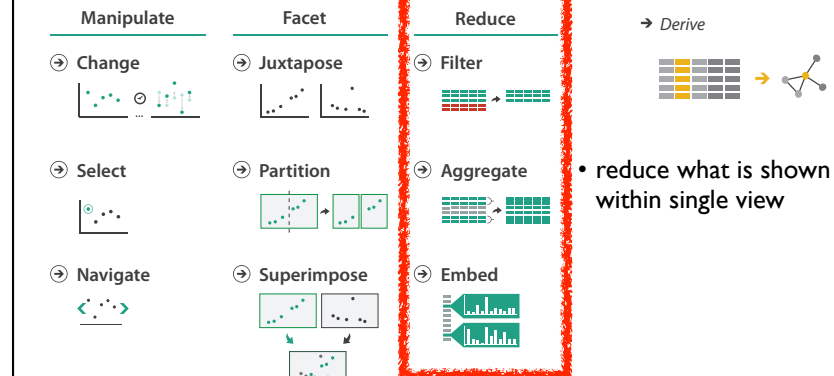 Manipulate
Facet
Reduce
Derive
Change
Juxtapose
Filter
...
Select
Partition
Aggregate
• reduce what is shown
within single view
Navigate
Superimpose
Embed